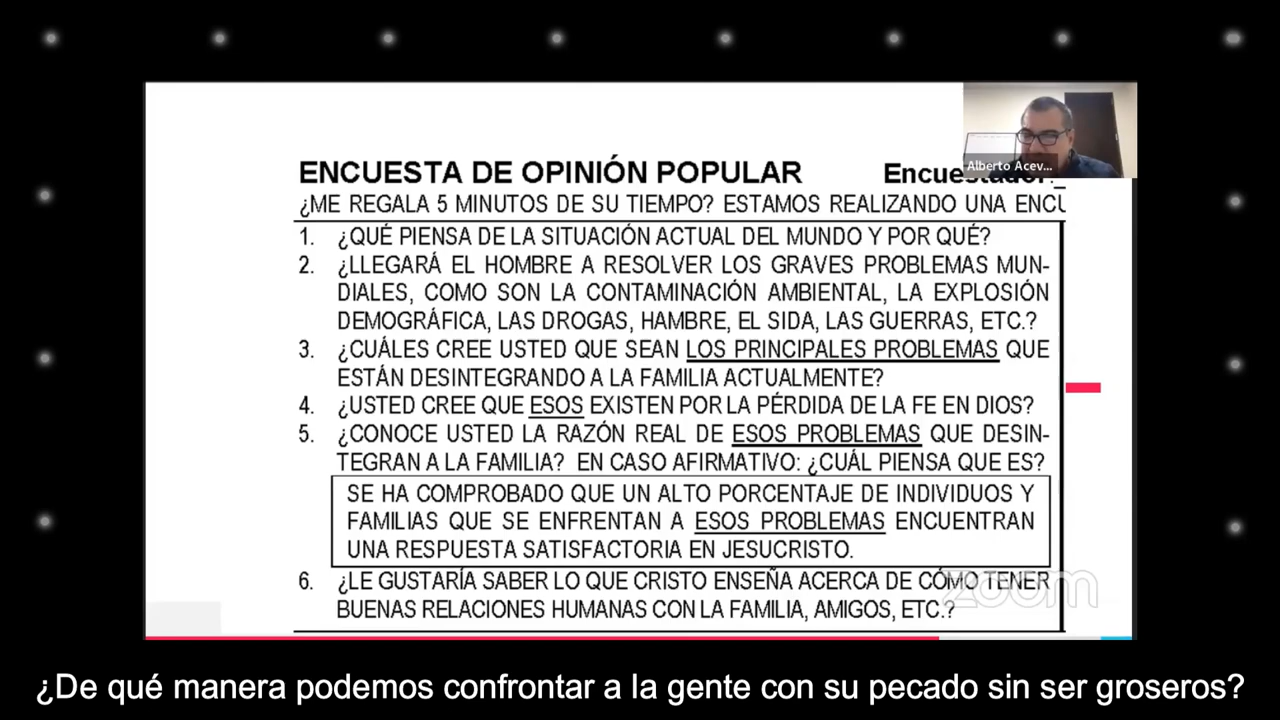 ENCUESTA DE OPINIÓN POPULAR Encuestador:_
Alberto Acev...
¿ME REGALA 5 MINUTOS DE SU TIEMPO? ESTAMOS REALIZANDO UNA ENCU
1. ¿QUÉ PIENSA DE LA SITUACIÓN ACTUAL DEL MUNDO Y POR QUÉ?
2. ¿LLEGARÁ EL HOMBRE A RESOLVER LOS GRAVES PROBLEMAS MUN-
DIALES, COMO SON LA CONTAMINACIÓN AMBIENTAL, LA EXPLOSIÓN
DEMOGRÁFICA, LAS DROGAS, HAMBRE, EL SIDA, LAS GUERRAS, ETC.?
3. ¿CUÁLES CREE USTED QUE SEAN LOS PRINCIPALES PROBLEMAS QUE
ESTÁN DESINTEGRANDO A LA FAMILIA ACTUALMENTE?
4. ¿USTED CREE QUE ESOS EXISTEN POR LA PÉRDIDA DE LA FE EN DIOS?
5. ¿CONOCE USTED LA RAZÓN REAL DE ESOS PROBLEMAS QUE DESIN-
TEGRAN A LA FAMILIA? EN CASO AFIRMATIVO: ¿CUÁL PIENSA QUE ES?
SE HA COMPROBADO QUE UN ALTO PORCENTAJE DE INDIVIDUOS Y
FAMILIAS QUE SE ENFRENTAN A ESOS PROBLEMAS ENCUENTRAN
UNA RESPUESTA SATISFACTORIA EN JESUCRISTO.
6. ¿LE GUSTARÍA SABER LO QUE CRISTO ENSEÑA ACERCA DE CÓMO TENER
BUENAS RELACIONES HUMANAS CON LA FAMILIA, AMIGOS, ETC.?
zoom
¿De qué manera podemos confrontar a la gente con su pecado sin ser groseros?